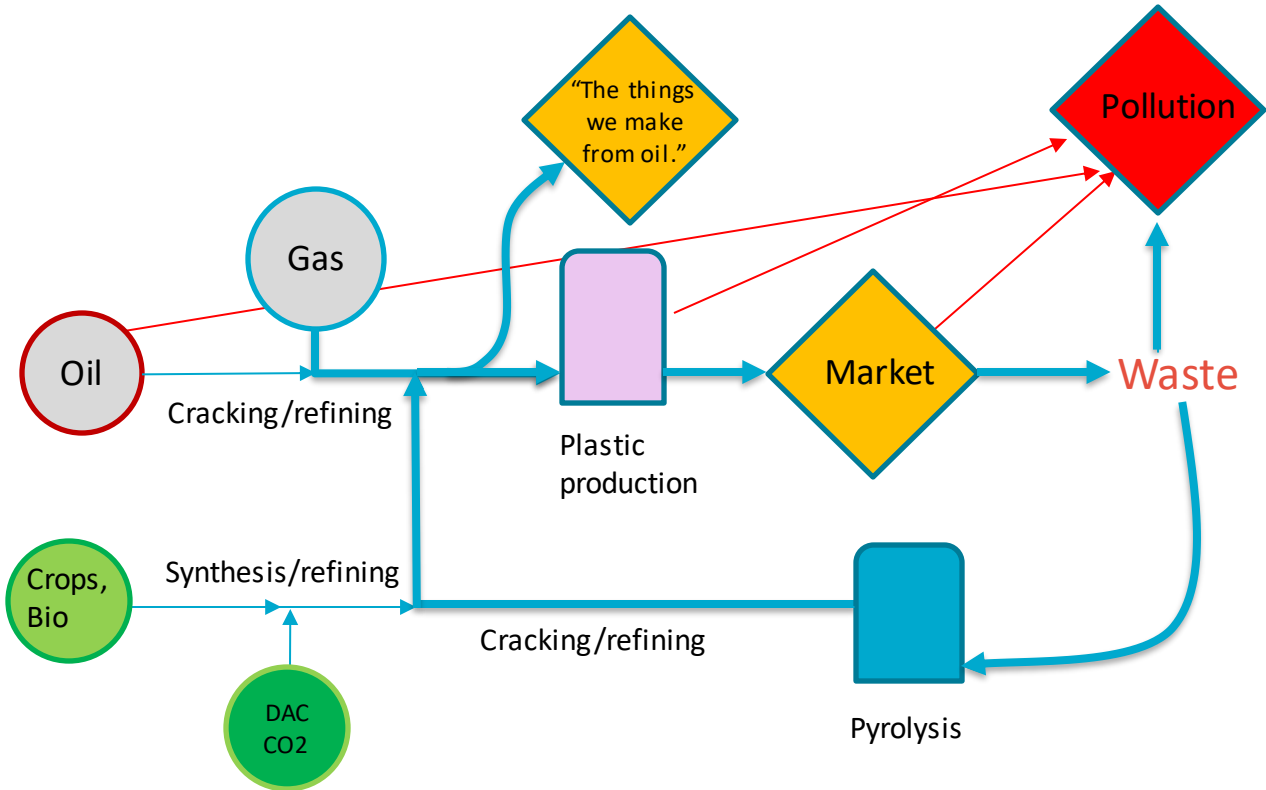 “The things
we make
from oil.”
Pollution
Gas
Oil
Market
Waste
Cracking/refining
Plastic
production
Crops,
Bio
Synthesis/refining
Cracking/refining
DAC
CO2
Pyrolysis